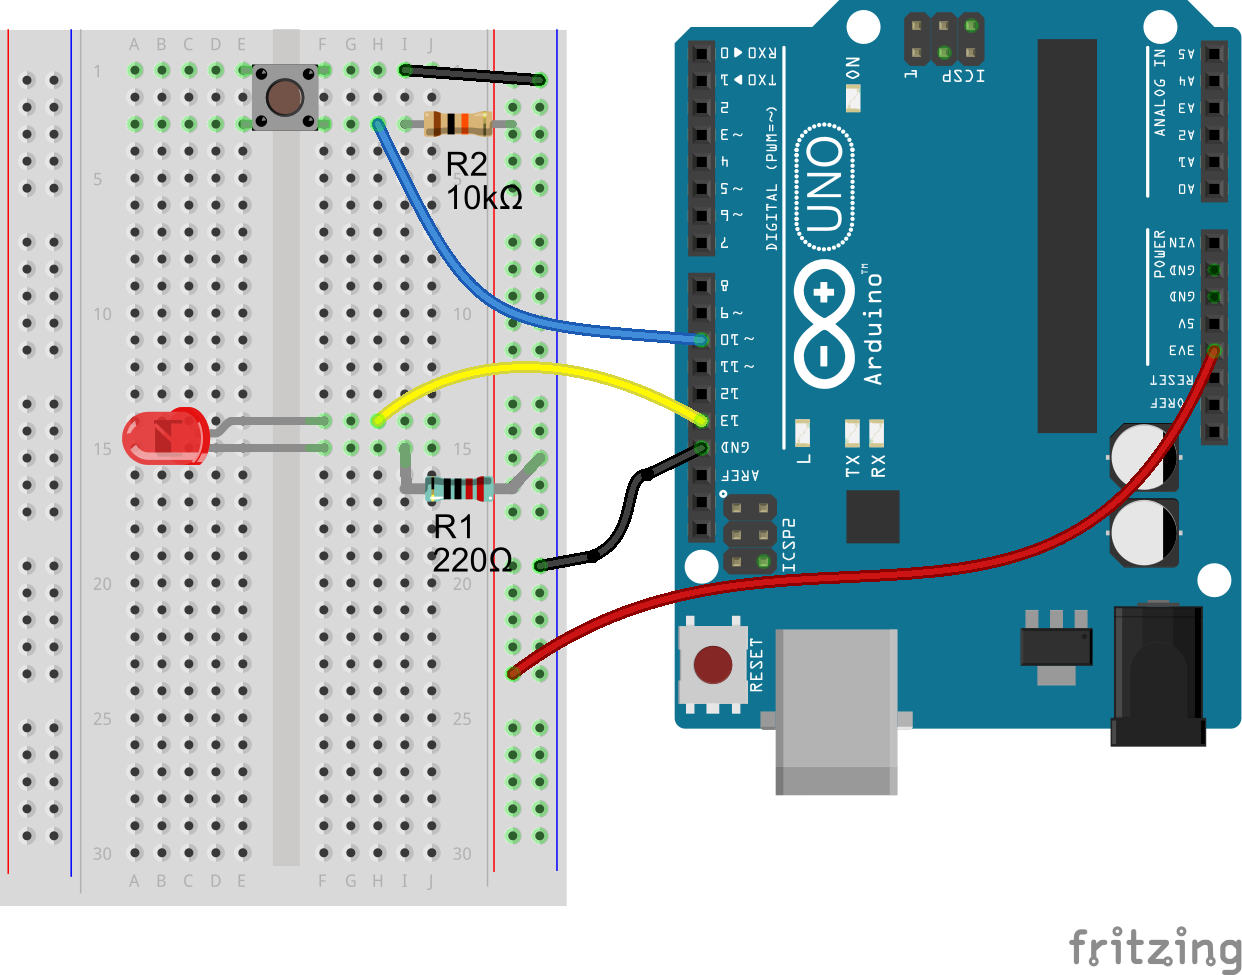 A B C D E F G H I J
1
5
10
15
20
25
30
A B C D E F G H I J
5
10
15
20
25
30
R2
10kΩ
R1
220Ω
RXD ◄ 0
TXD ► 1
2
~3
4
~5
~6
7
8
~9
~10
~11
12
13
GND
AREF
DIGITAL (PWM=~)
ON
1 ICSP
UNO
Arduino™
L
TX
RX
ICSP2
RESET
ANALOG IN
A5
A4
A3
A2
A1
A0
POWER
VIN
GND
GND
5V
3V3
RESET
IOREF
fritzing